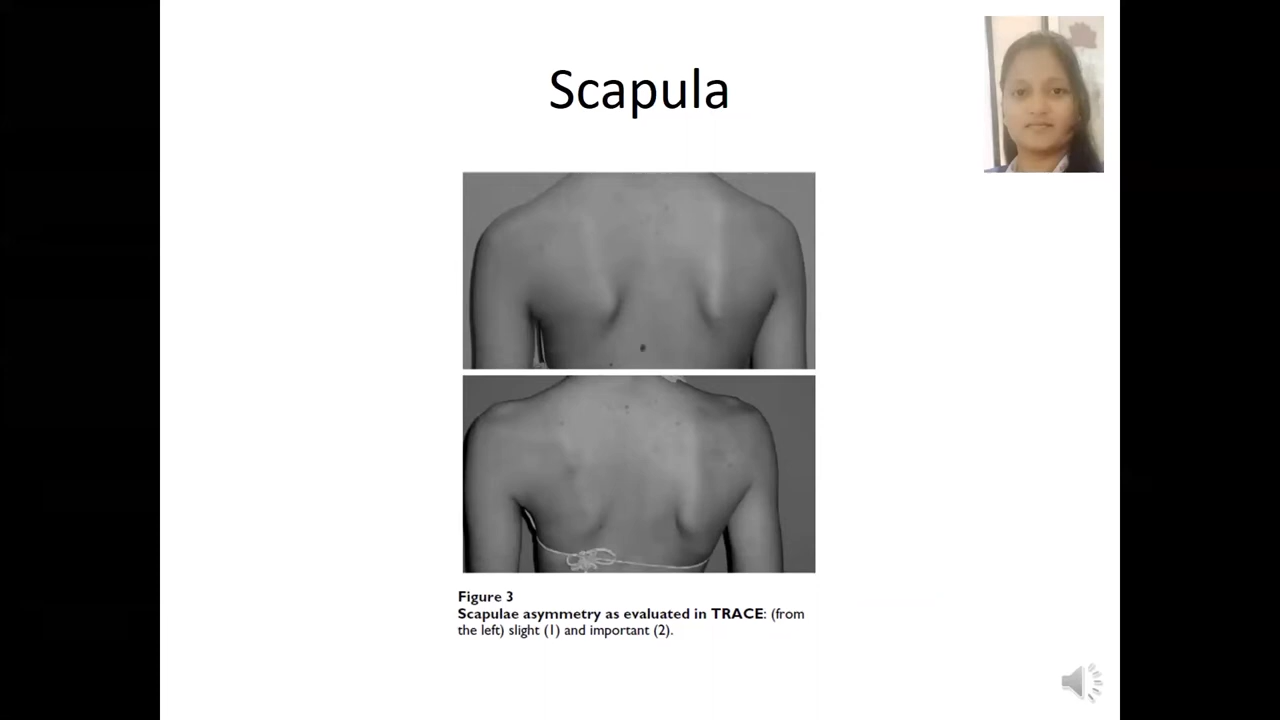 Scapula
Figure 3
Scapulae asymmetry as evaluated in TRACE: (from
the left) slight (1) and important (2).